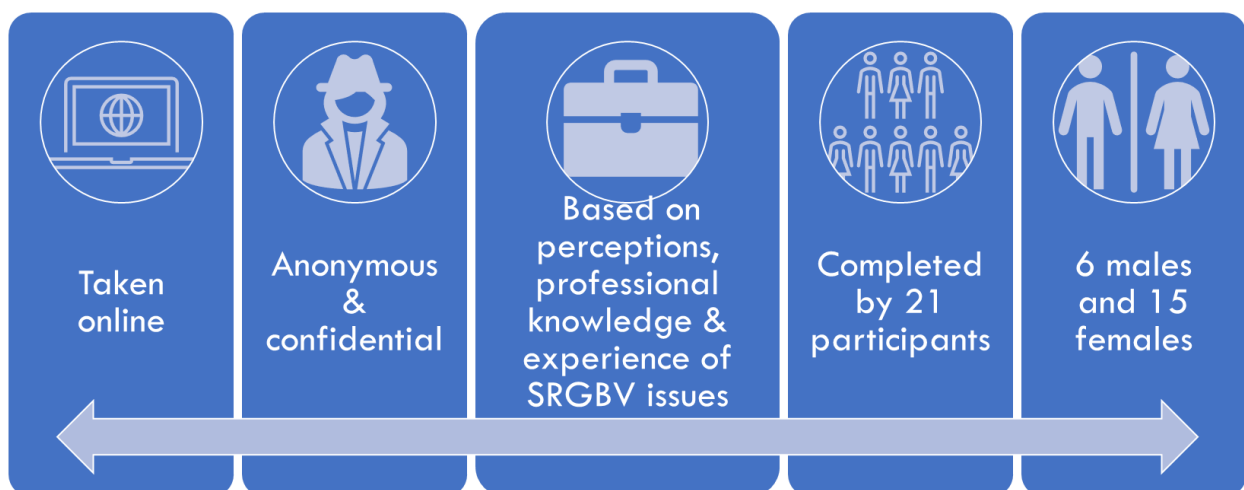 Taken
online
Anonymous
&
confidential
Based on
perceptions,
professional
knowledge &
experience of
SRGBV issues
Completed
by 21
participants
6 males
and 15
females